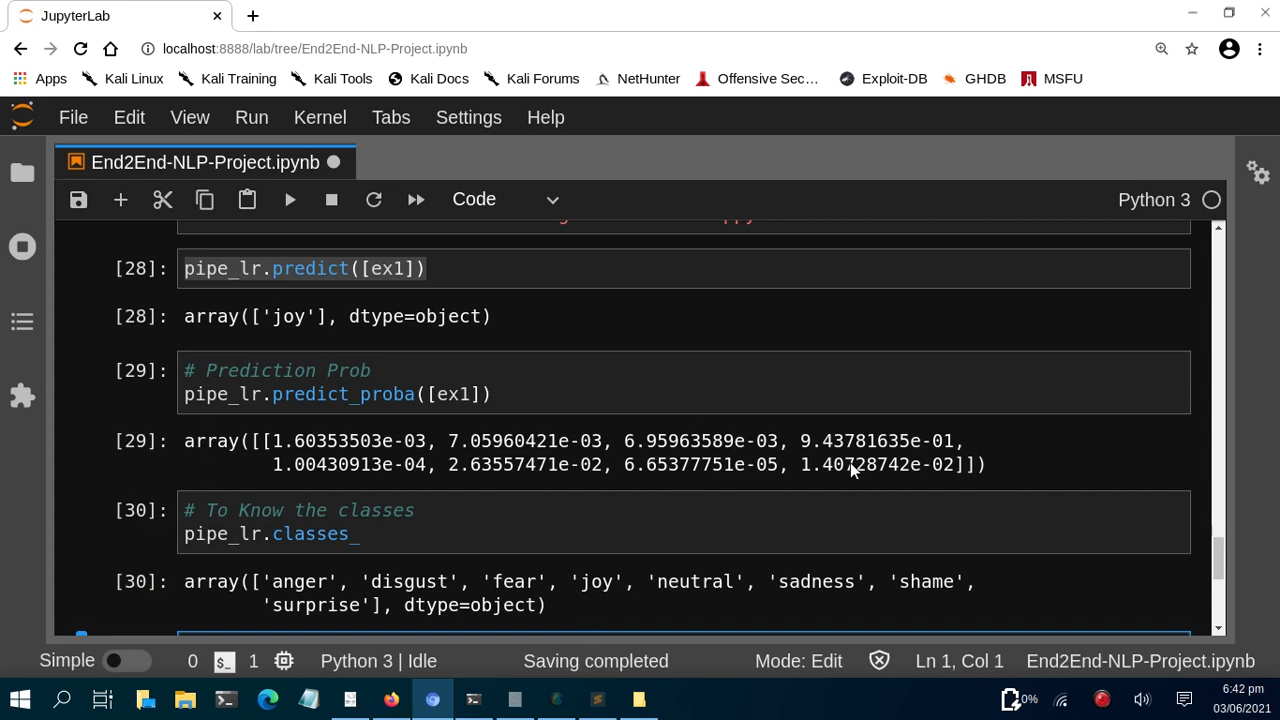 JupyterLab
localhost:8888/lab/tree/End2End-NLP-Project.ipynb
Apps Kali Linux Kali Training Kali Tools Kali Docs Kali Forums NetHunter Offensive Sec... Exploit-DB GHDB MSFU
File Edit View Run Kernel Tabs Settings Help
End2End-NLP-Project.ipynb
Code Python 3
[28]: pipe_lr.predict([ex1])
[28]: array(['joy'], dtype=object)
[29]: # Prediction Prob
pipe_lr.predict_proba([ex1])
[29]: array([[1.60353503e-03, 7.05960421e-03, 6.95963589e-03, 9.43781635e-01,
1.00430913e-04, 2.63557471e-02, 6.65377751e-05, 1.40728742e-02]])
[30]: # To Know the classes
pipe_lr.classes_
[30]: array(['anger', 'disgust', 'fear', 'joy', 'neutral', 'sadness', 'shame',
'surprise'], dtype=object)
Simple 0 1 Python 3 | Idle Saving completed Mode: Edit Ln 1, Col 1 End2End-NLP-Project.ipynb
0% 6:42 pm
03/06/2021